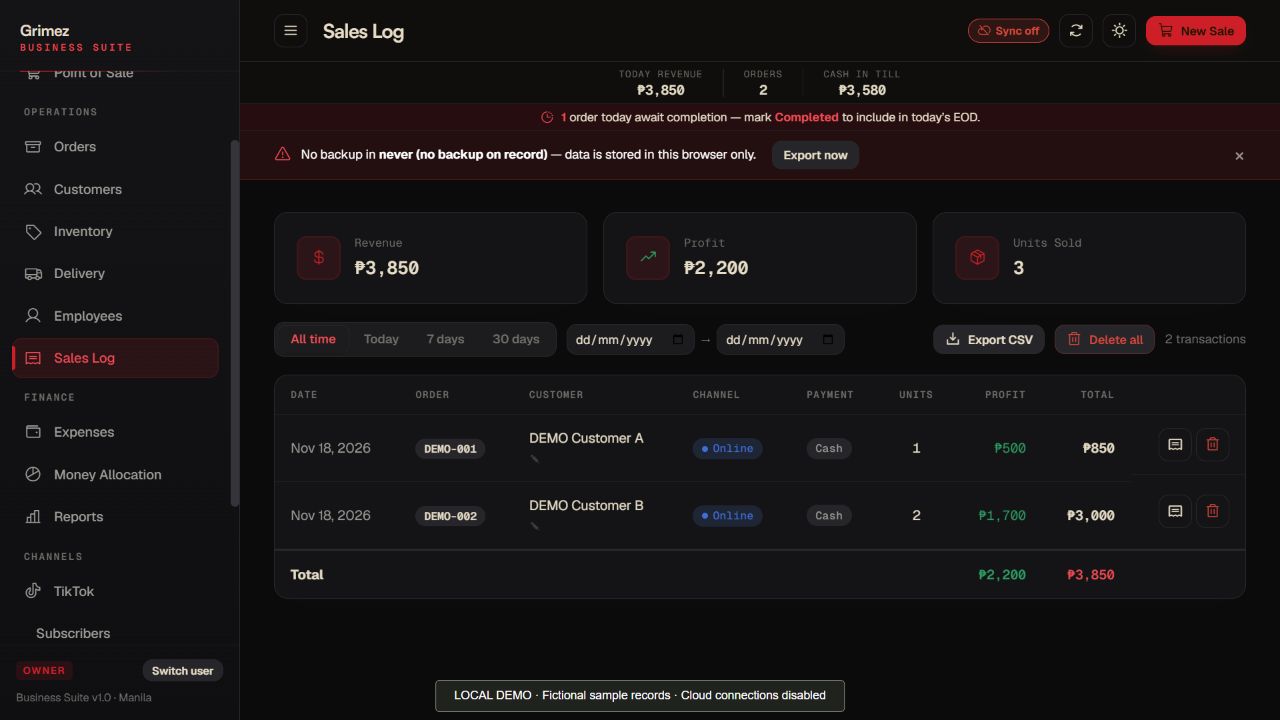 Grimez
BUSINESS SUITE
Point of Sale
OPERATIONS
Orders
Customers
Inventory
Delivery
Employees
Sales Log
FINANCE
Expenses
Money Allocation
Reports
CHANNELS
TikTok
Subscribers
OWNER
Switch user
Business Suite v1.0 · Manila
Sales Log
Sync off
New Sale
TODAY REVENUE ORDERS CASH IN TILL
₱3,850 2 ₱3,580
1 order today await completion — mark Completed to include in today's EOD.
No backup in never (no backup on record) — data is stored in this browser only. Export now ×
Revenue
₱3,850
Profit
₱2,200
Units Sold
3
All time Today 7 days 30 days dd/mm/yyyy → dd/mm/yyyy Export CSV Delete all 2 transactions
DATE ORDER CUSTOMER CHANNEL PAYMENT UNITS PROFIT TOTAL
Nov 18, 2026 DEMO-001 DEMO Customer A Online Cash 1 ₱500 ₱850
Nov 18, 2026 DEMO-002 DEMO Customer B Online Cash 2 ₱1,700 ₱3,000
Total ₱2,200 ₱3,850
LOCAL DEMO · Fictional sample records · Cloud connections disabled